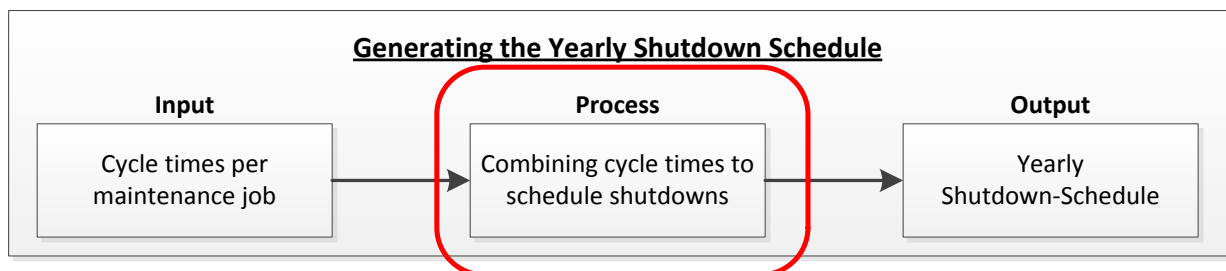 Generating the Yearly Shutdown Schedule
Input
Process
Output
Cycle times per
maintenance job
Combining cycle times to
schedule shutdowns
Yearly
Shutdown-Schedule